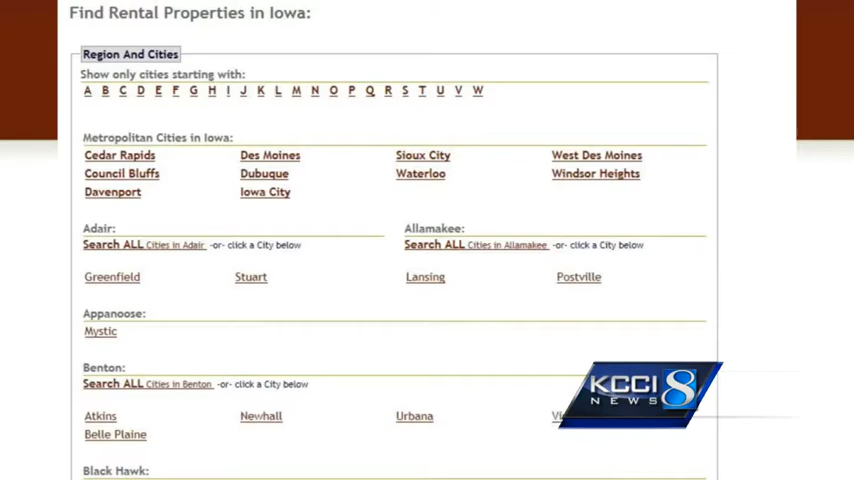 Find Rental Properties in Iowa:
Region And Cities
Show only cities starting with:
A B C D E F G H I J K L M N O P Q R S T U V W
Metropolitan Cities in Iowa:
Cedar Rapids Des Moines Sioux City West Des Moines
Council Bluffs Dubuque Waterloo Windsor Heights
Davenport Iowa City
Adair: Allamakee:
Search ALL Cities in Adair -or- click a City below Search ALL Cities in Allamakee -or- click a City below
Greenfield Stuart Lansing Postville
Appanoose:
Mystic
Benton:
Search ALL Cities in Benton -or- click a City below
Atkins Newhall Urbana
Belle Plaine
Black Hawk:
KCCI 8
NEWS